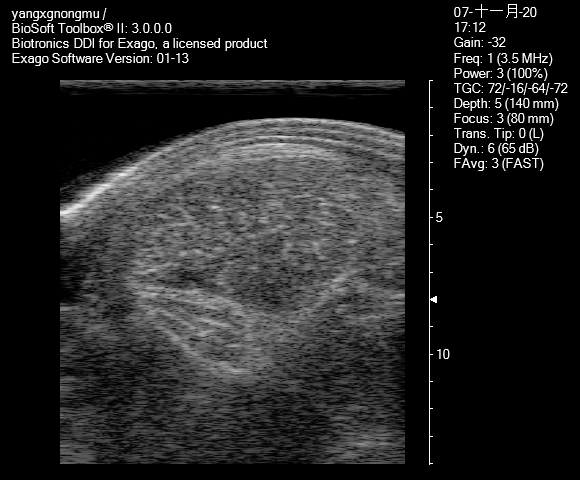 yangxgnongmu /
BioSoft Toolbox® II: 3.0.0.0
Biotronics DDI for Exago, a licensed product
Exago Software Version: 01-13
07-十一月-20
17:12
Gain: -32
Freq: 1 (3.5 MHz)
Power: 3 (100%)
TGC: 72/-16/-64/-72
Depth: 5 (140 mm)
Focus: 3 (80 mm)
Trans. Tip: 0 (L)
Dyn.: 6 (65 dB)
FAvg: 3 (FAST)
5
10